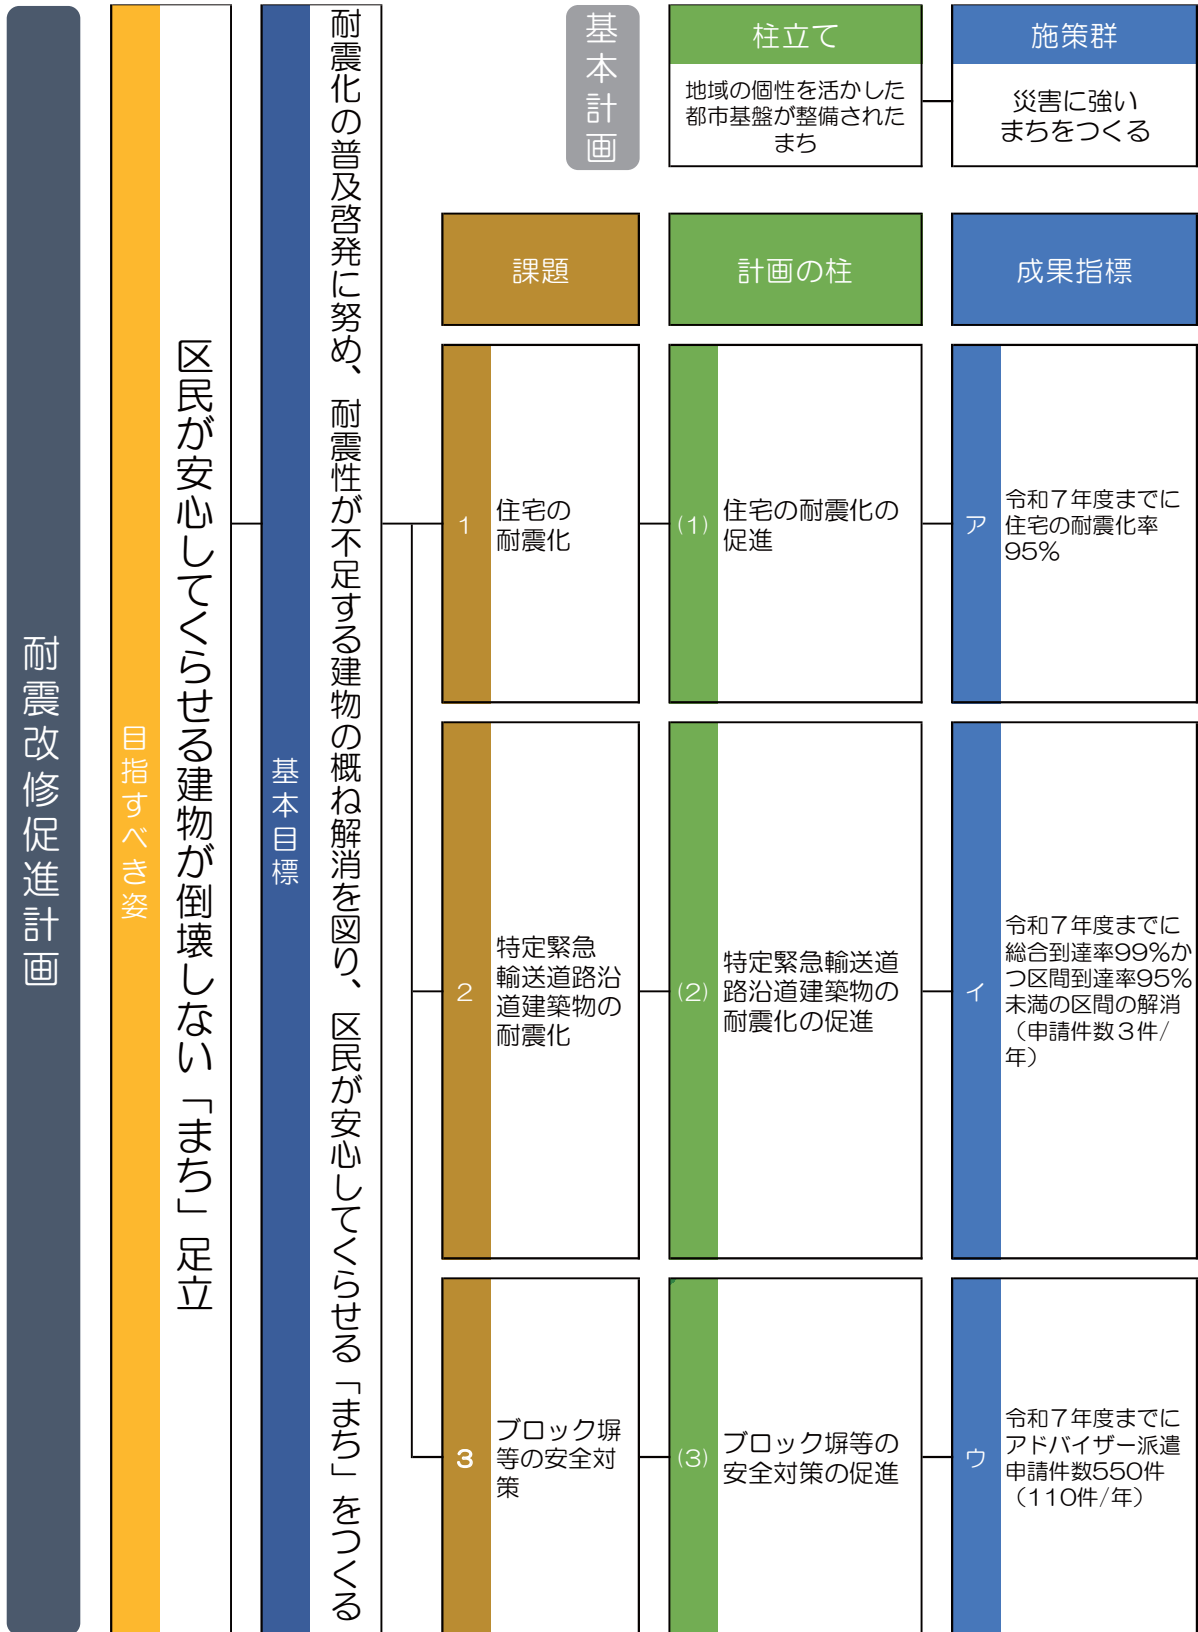 耐震改修促進計画
目指すべき姿
区民が安心してくらせる建物が倒壊しない「まち」足立
基本目標
耐震化の普及啓発に努め、耐震性が不足する建物の概ね解消を図り、区民が安心してくらせる「まち」をつくる
基本計画
柱立て
地域の個性を活かした
都市基盤が整備された
まち
施策群
災害に強い
まちをつくる
課題
計画の柱
成果指標
1
住宅の
耐震化
(1)
住宅の耐震化の
促進
ア
令和７年度までに
住宅の耐震化率
95%
2
特定緊急
輸送道路沿
道建築物の
耐震化
(2)
特定緊急輸送道
路沿道建築物の
耐震化の促進
イ
令和７年度までに
総合到達率99%か
つ区間到達率95%
未満の区間の解消
（申請件数３件/
年）
3
ブロック塀
等の安全対
策
(3)
ブロック塀等の
安全対策の促進
ウ
令和７年度までに
アドバイザー派遣
申請件数550件
（110件/年）